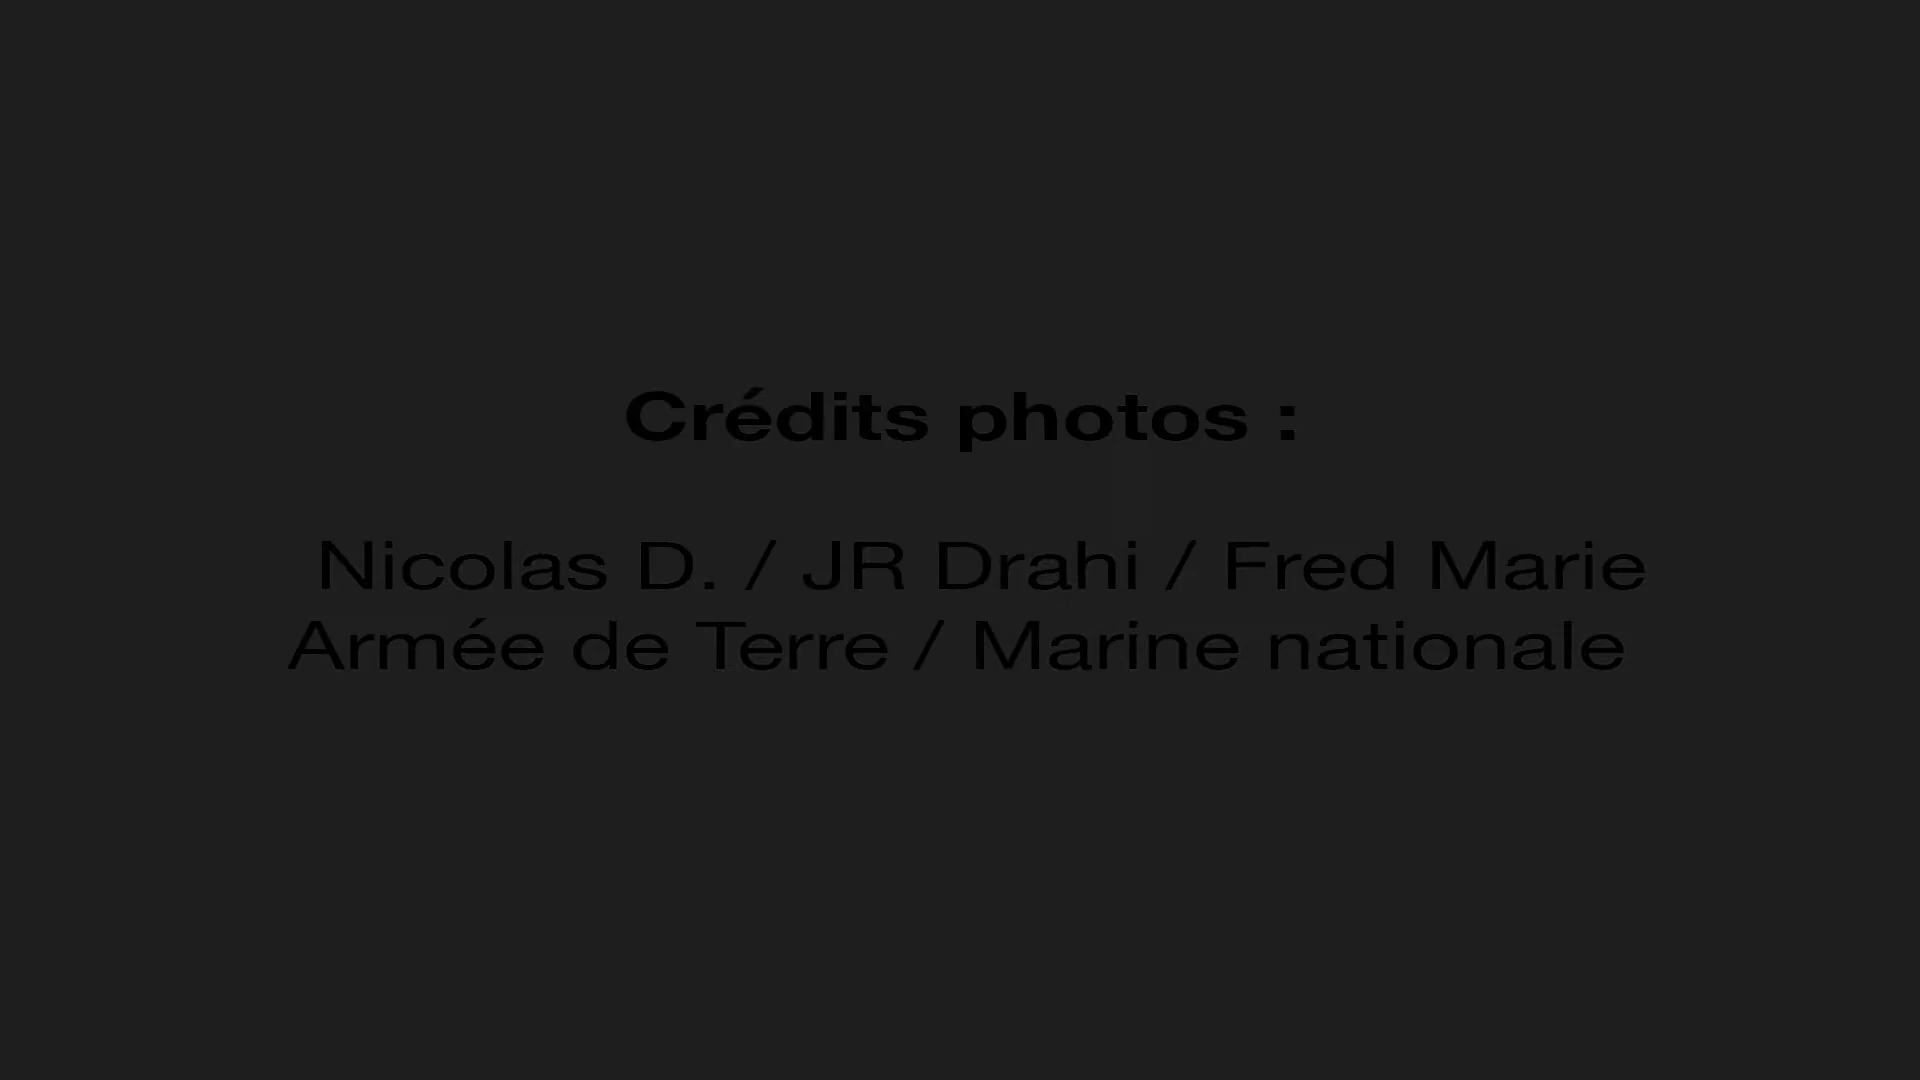 Crédits photos :
Nicolas D. / JR Drahi / Fred Marie
Armée de Terre / Marine nationale